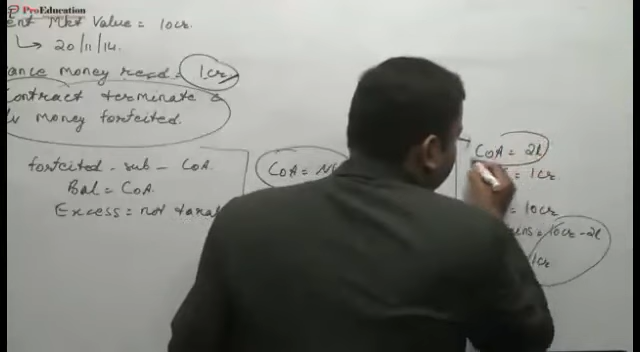 ProEducation
ent Mkt Value = 10cr.
↳ 20/11/14.
ance money recd = 1cr
Contract terminate &
money forfeited.
forfeited - sub - CoA.
Bal = CoA.
Excess = not taxa
CoA = Ni
CoA = 2l
= 1cr
= 10cr
= 10cr - 2l
1cr